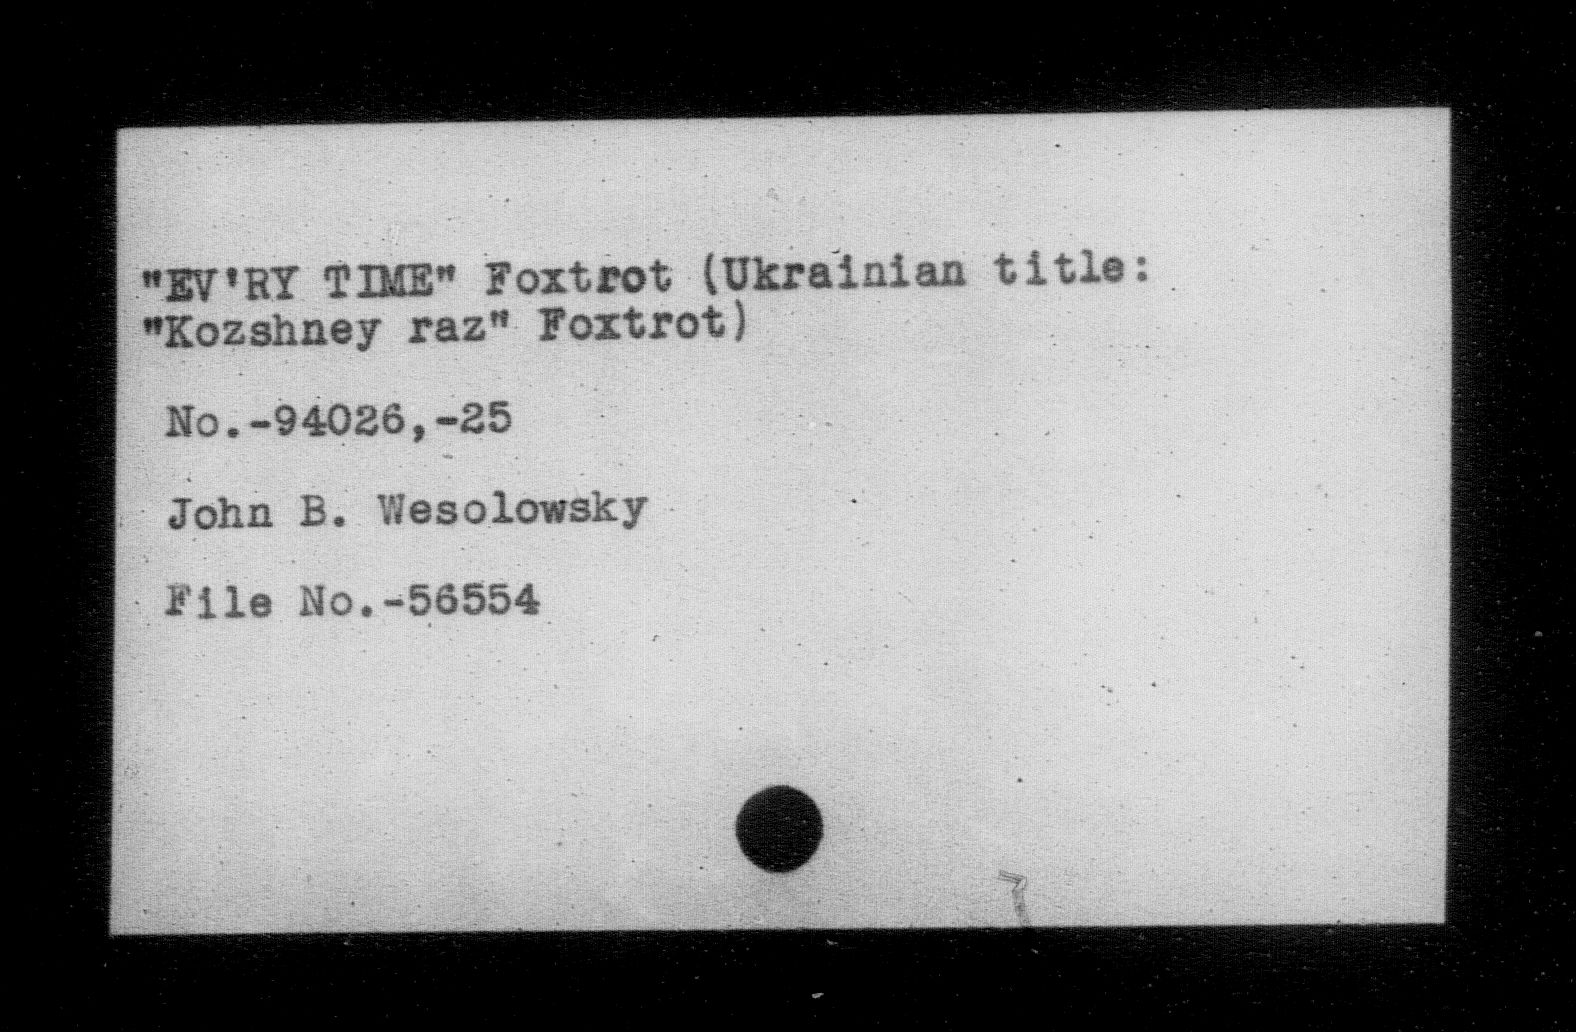 "EV'RY TIME" Foxtrot (Ukrainian title:
"Kozshney raz" Foxtrot)
No.-94026,-25
John B. Wesolowsky
File No.-56554